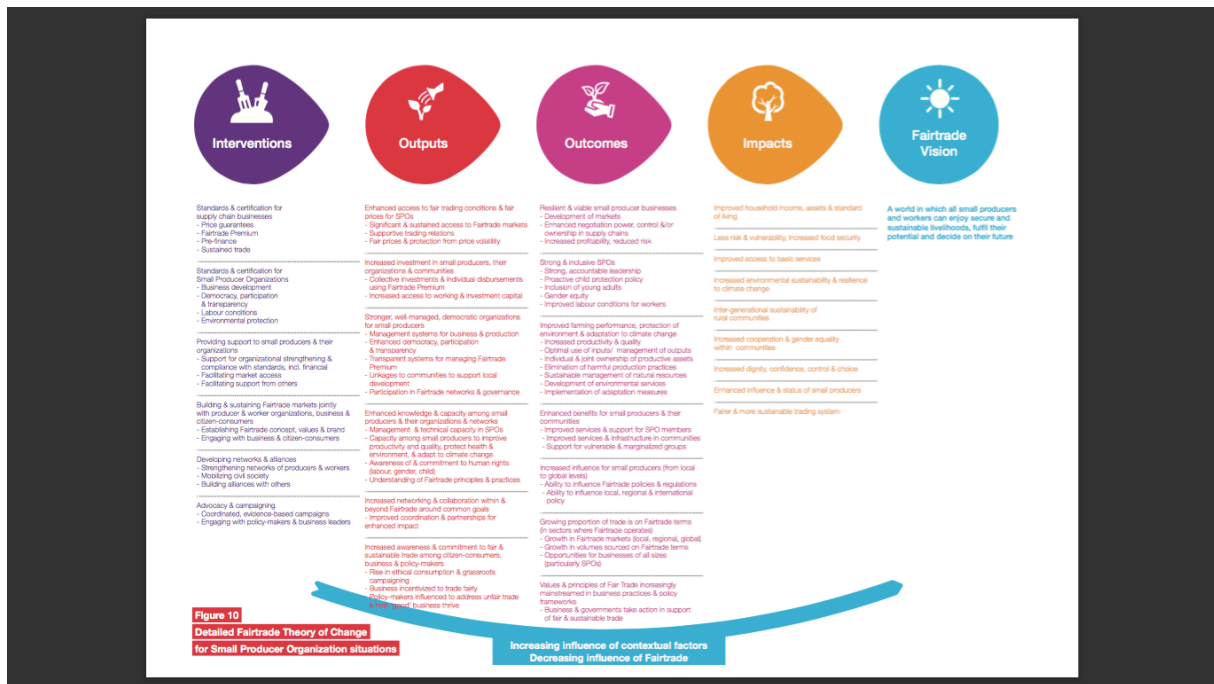 Interventions
Standards & certification for
supply chain businesses
- Price guarantees
- Fairtrade Premium
- Pre-finance
- Sustained trade
Standards & certification for
Small Producer Organizations
- Business development
- Democracy, participation
& transparency
- Labour conditions
- Environmental protection
Providing support to small producers & their
organizations
- Support for organizational strengthening &
compliance with standards, incl. financial
- Facilitating market access
- Facilitating support from others
Building & sustaining Fairtrade markets jointly
with producer & worker organizations, business &
citizen-consumers
- Establishing Fairtrade concept, values & brand
- Engaging with business & citizen-consumers
Developing networks & alliances
- Strengthening networks of producers & workers
- Mobilizing civil society
- Building alliances with others
Advocacy & campaigning
- Coordinated, evidence-based campaigns
- Engaging with policy-makers & business leaders
Outputs
Enhanced access to fair trading conditions & fair
prices for SPOs
- Significant & sustained access to Fairtrade markets
- Supportive trading relations
- Fair prices & protection from price volatility
Increased investment in small producers, their
organizations & communities
- Collective investments & individual disbursements
using Fairtrade Premium
- Increased access to working & investment capital
Stronger, well-managed, democratic organizations
for small producers
- Management systems for business & production
- Enhanced democracy, participation
& transparency
- Transparent systems for managing Fairtrade
Premium
- Linkages to communities to support local
development
- Participation in Fairtrade networks & governance
Enhanced knowledge & capacity among small
producers & their organizations & networks
- Management & technical capacity in SPOs
- Capacity among small producers to improve
productivity and quality, protect health &
environment, & adapt to climate change
- Awareness of & commitment to human rights
(labour, gender, child)
- Understanding of Fairtrade principles & practices
Increased networking & collaboration within &
beyond Fairtrade around common goals
- Improved coordination & partnerships for
enhanced impact
Increased awareness & commitment to fair &
sustainable trade among citizen-consumers,
business & policy-makers
- Rise in ethical consumption & grassroots
campaigning
- Business incentivized to trade fairly
- Policy-makers influenced to address unfair trade
& help 'good' business thrive
Outcomes
Resilient & viable small producer businesses
- Development of markets
- Enhanced negotiation power, control &/or
ownership in supply chains
- Increased profitability, reduced risk
Strong & inclusive SPOs
- Strong, accountable leadership
- Proactive child protection policy
- Inclusion of young adults
- Gender equity
- Improved labour conditions for workers
Improved farming performance, protection of
environment & adaptation to climate change
- Increased productivity & quality
- Optimal use of inputs/ management of outputs
- Individual & joint ownership of productive assets
- Elimination of harmful production practices
- Sustainable management of natural resources
- Development of environmental services
- Implementation of adaptation measures
Enhanced benefits for small producers & their
communities
- Improved services & support for SPO members
- Improved services & infrastructure in communities
- Support for vulnerable & marginalized groups
Increased influence for small producers (from local
to global levels)
- Ability to influence Fairtrade policies & regulations
- Ability to influence local, regional & international
policy
Growing proportion of trade is on Fairtrade terms
(in sectors where Fairtrade operates)
- Growth in Fairtrade markets (local, regional, global)
- Growth in volumes sourced on Fairtrade terms
- Opportunities for businesses of all sizes
(particularly SPOs)
Values & principles of Fair Trade increasingly
mainstreamed in business practices & policy
frameworks
- Business & governments take action in support
of fair & sustainable trade
Impacts
Improved household income, assets & standard
of living
Less risk & vulnerability, increased food security
Improved access to basic services
Increased environmental sustainability & resilience
to climate change
Inter-generational sustainability of
rural communities
Increased cooperation & gender equality
within communities
Increased dignity, confidence, control & choice
Enhanced influence & status of small producers
Fairer & more sustainable trading system
Fairtrade
Vision
A world in which all small producers
and workers can enjoy secure and
sustainable livelihoods, fulfil their
potential and decide on their future
Figure 10
Detailed Fairtrade Theory of Change
for Small Producer Organization situations
Increasing influence of contextual factors
Decreasing influence of Fairtrade